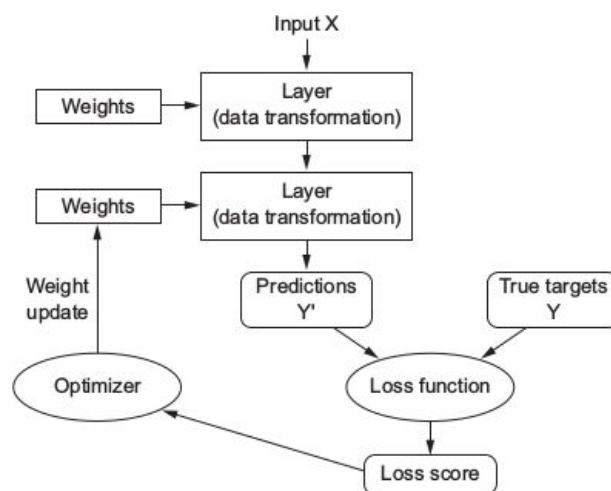 Input X
Weights
Layer
(data transformation)
Weights
Layer
(data transformation)
Weight
update
Predictions
Y'
True targets
Y
Optimizer
Loss function
Loss score